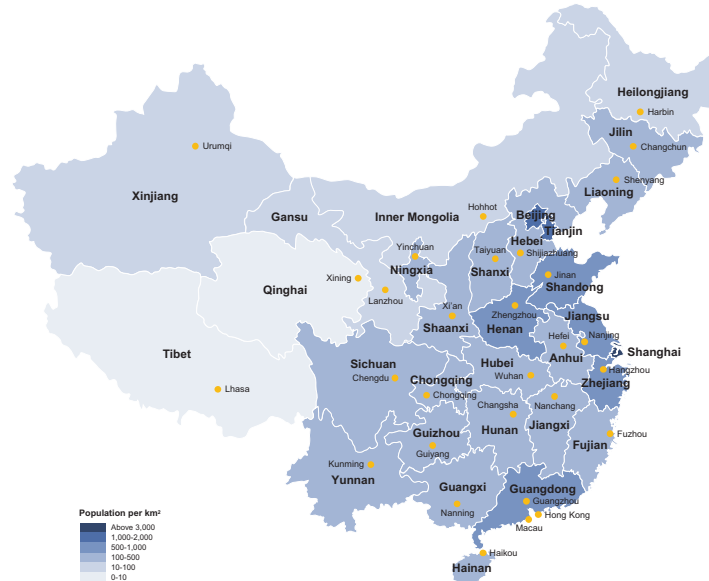 Heilongjiang
Harbin
Jilin
Changchun
Urumqi
Shenyang
Liaoning
Xinjiang
Hohhot
Beijing
Gansu
Inner Mongolia
Tianjin
Hebei
Yinchuan
Taiyuan
Shijiazhuang
Ningxia
Shanxi
Xining
Jinan
Qinghai
Shandong
Lanzhou
Xi'an
Zhengzhou
Jiangsu
Shaanxi
Henan
Hefei
Nanjing
Tibet
Anhui
Shanghai
Sichuan
Hubei
Hangzhou
Chengdu
Chongqing
Wuhan
Zhejiang
Lhasa
Chongqing
Changsha
Nanchang
Guizhou
Hunan
Jiangxi
Fuzhou
Guiyang
Fujian
Kunming
Yunnan
Guangxi
Guangdong
Guangzhou
Nanning
Hong Kong
Macau
Haikou
Hainan
Population per km²
Above 3,000
1,000-2,000
500-1,000
100-500
10-100
0-10